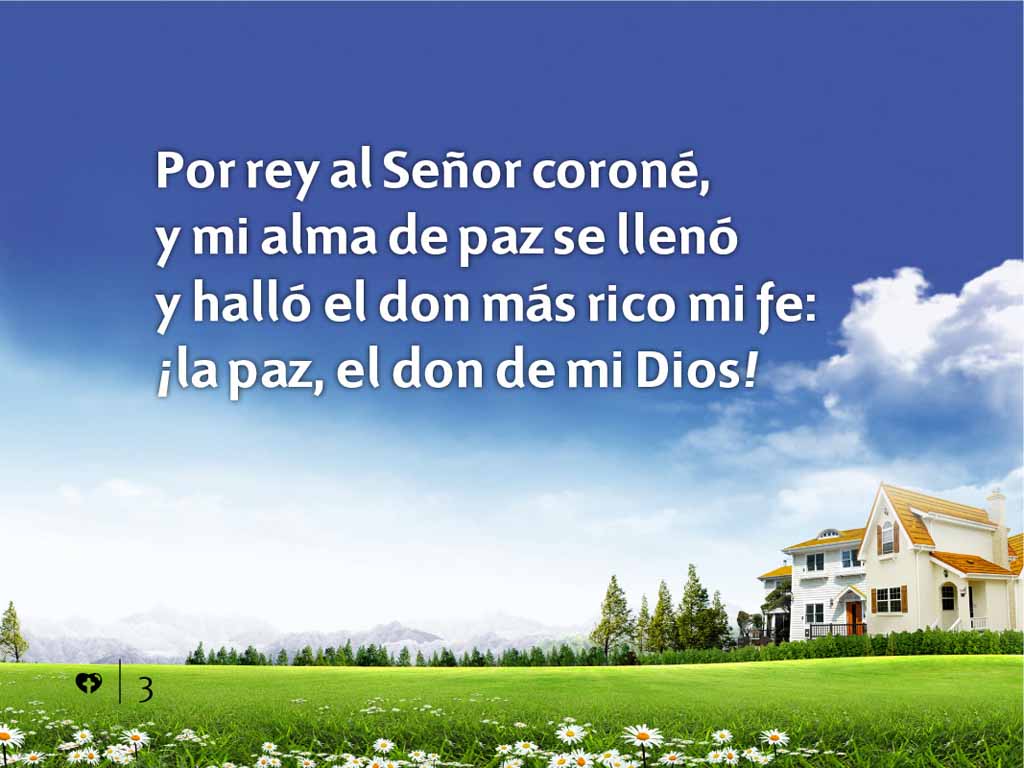 Por rey al Señor coroné,
y mi alma de paz se llenó
y halló el don más rico mi fe:
¡la paz, el don de mi Dios!
3